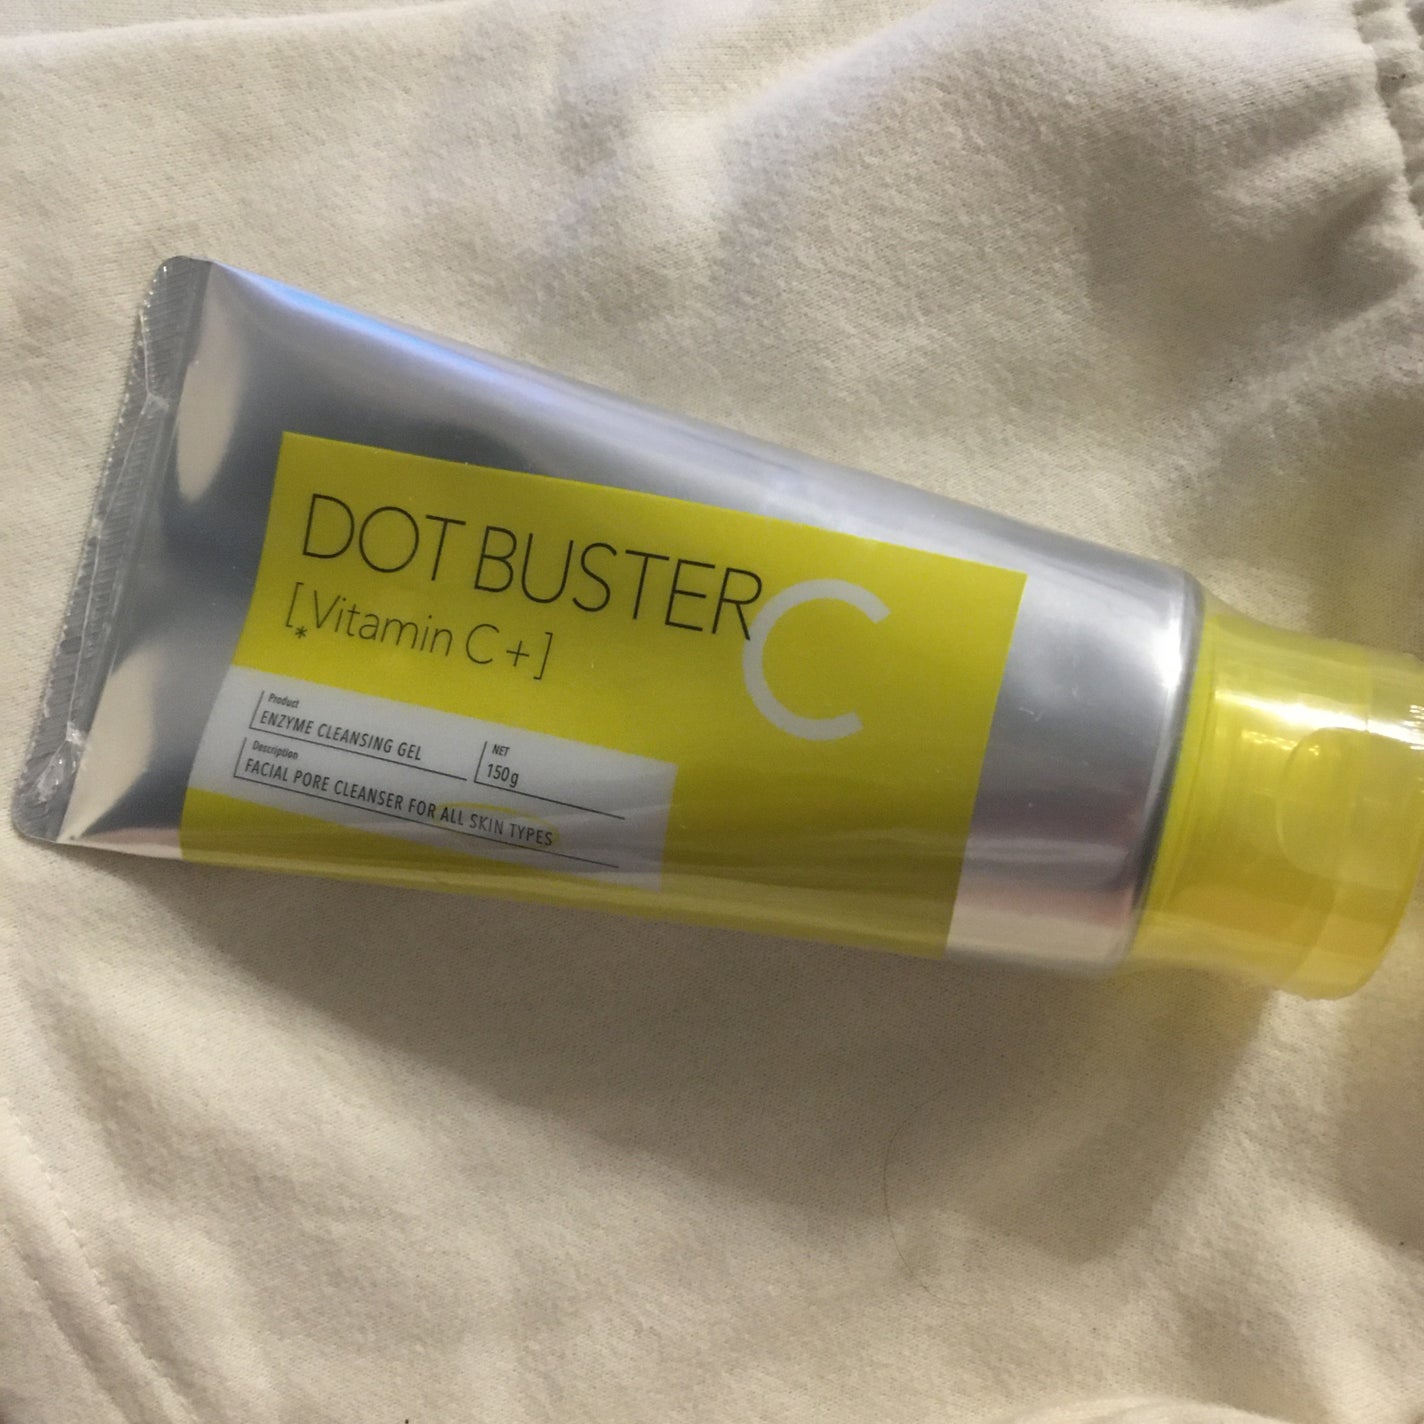 DOT BUSTER C
[*Vitamin C+]
Product
ENZYME CLEANSING GEL
NET
150g
Description
FACIAL PORE CLEANSER FOR ALL SKIN TYPES